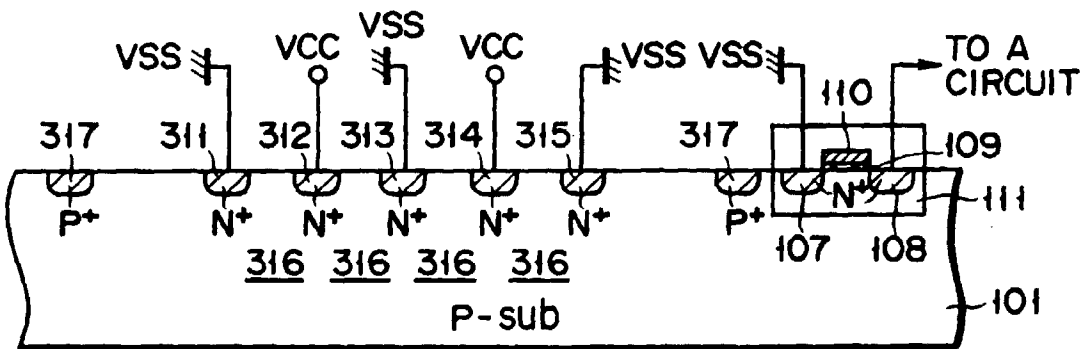 VSS VCC VSS VCC VSS VSS TO A
CIRCUIT
110
317 311 312 313 314 315 317 109
P+ N+ N+ N+ N+ N+ P+ N+ 111
107 108
316 316 316 316
P-sub
101